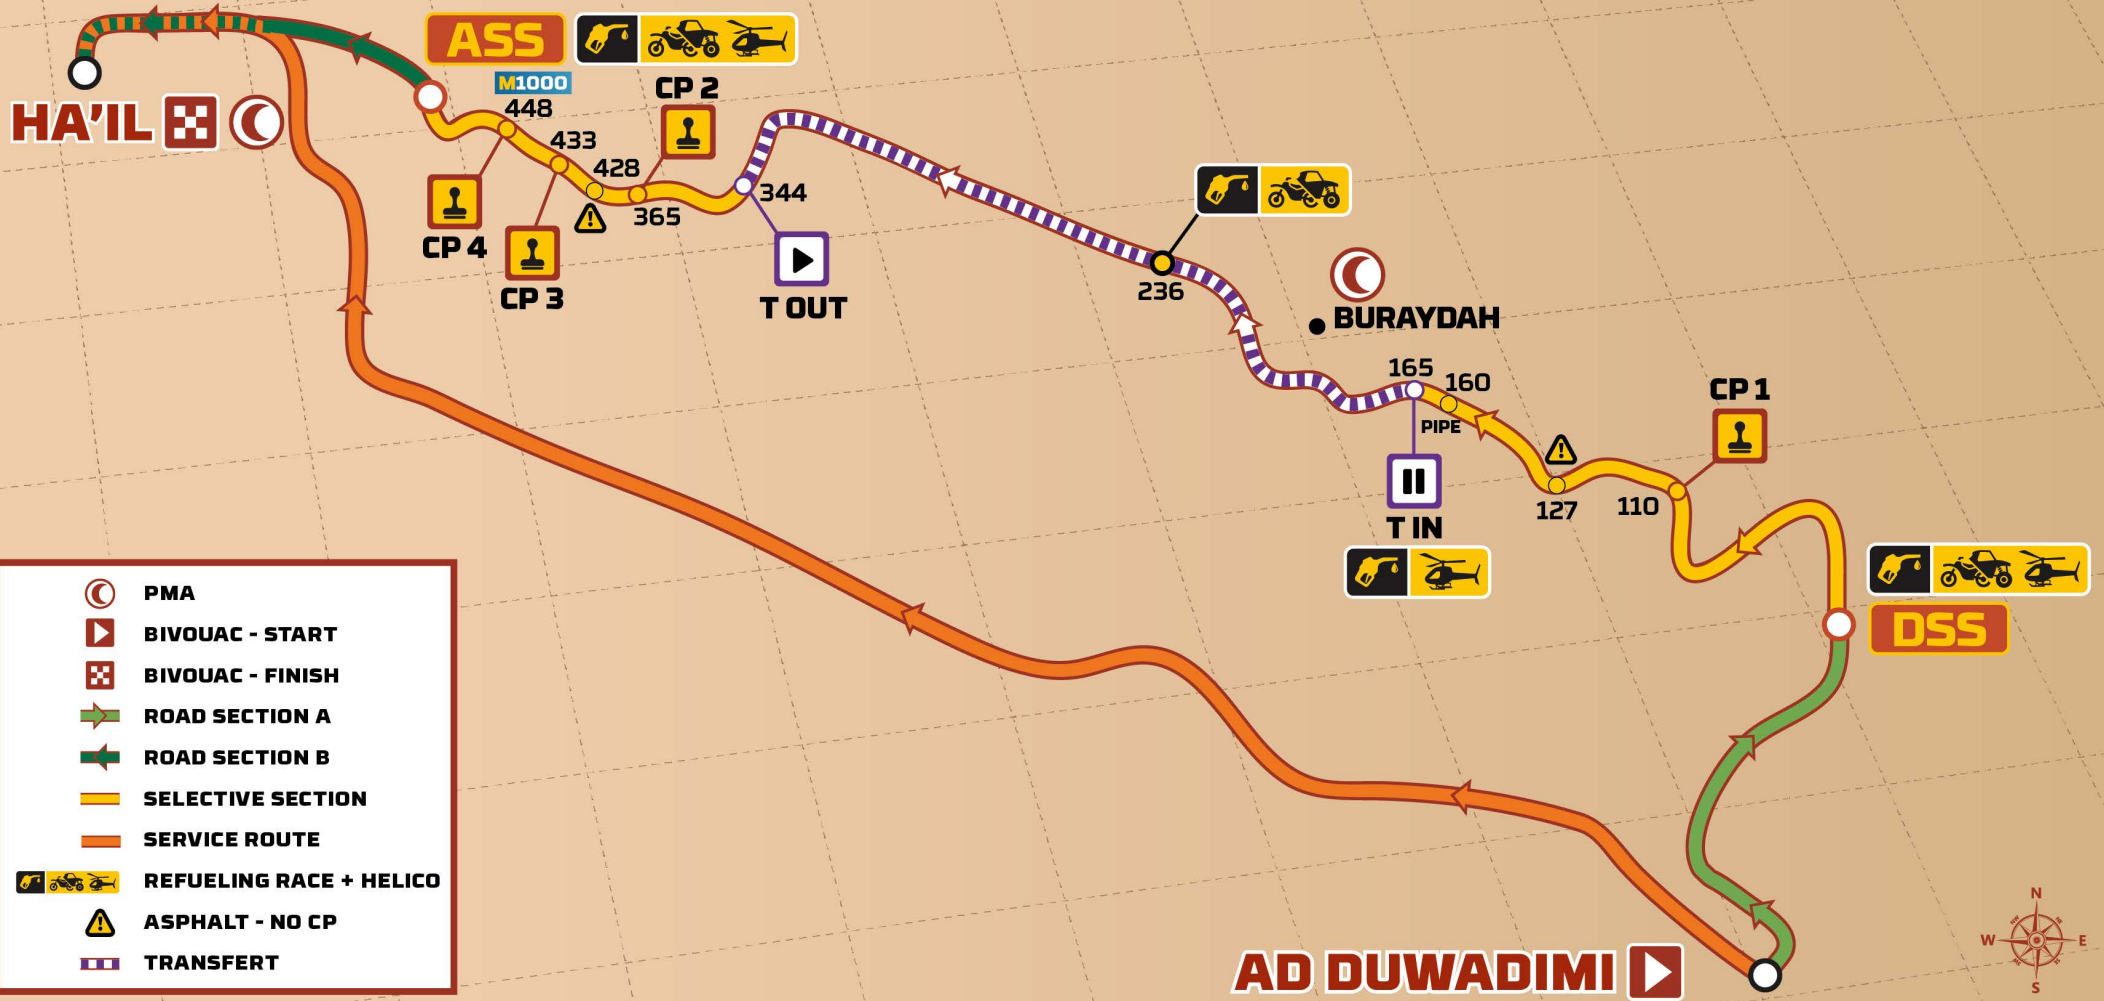 ASS
M1000
448
CP 2
433
428
365
344
HA'IL
CP 4
CP 3
T OUT
236
BURAYDAH
165
160
PIPE
CP 1
T IN
127
110
DSS
PMA
BIVOUAC - START
BIVOUAC - FINISH
ROAD SECTION A
ROAD SECTION B
SELECTIVE SECTION
SERVICE ROUTE
REFUELING RACE + HELICO
ASPHALT - NO CP
TRANSFERT
AD DUWADIMI
N
W
E
S